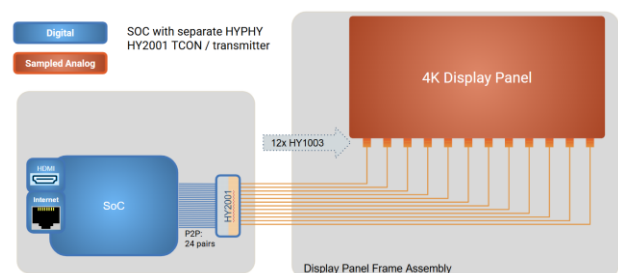 Digital
SOC with separate HYPHY
HY2001 TCON / transmitter
Sampled Analog
4K Display Panel
12x HY1003
HDMI
Internet
SoC
HY2001
P2P:
24 pairs
Display Panel Frame Assembly